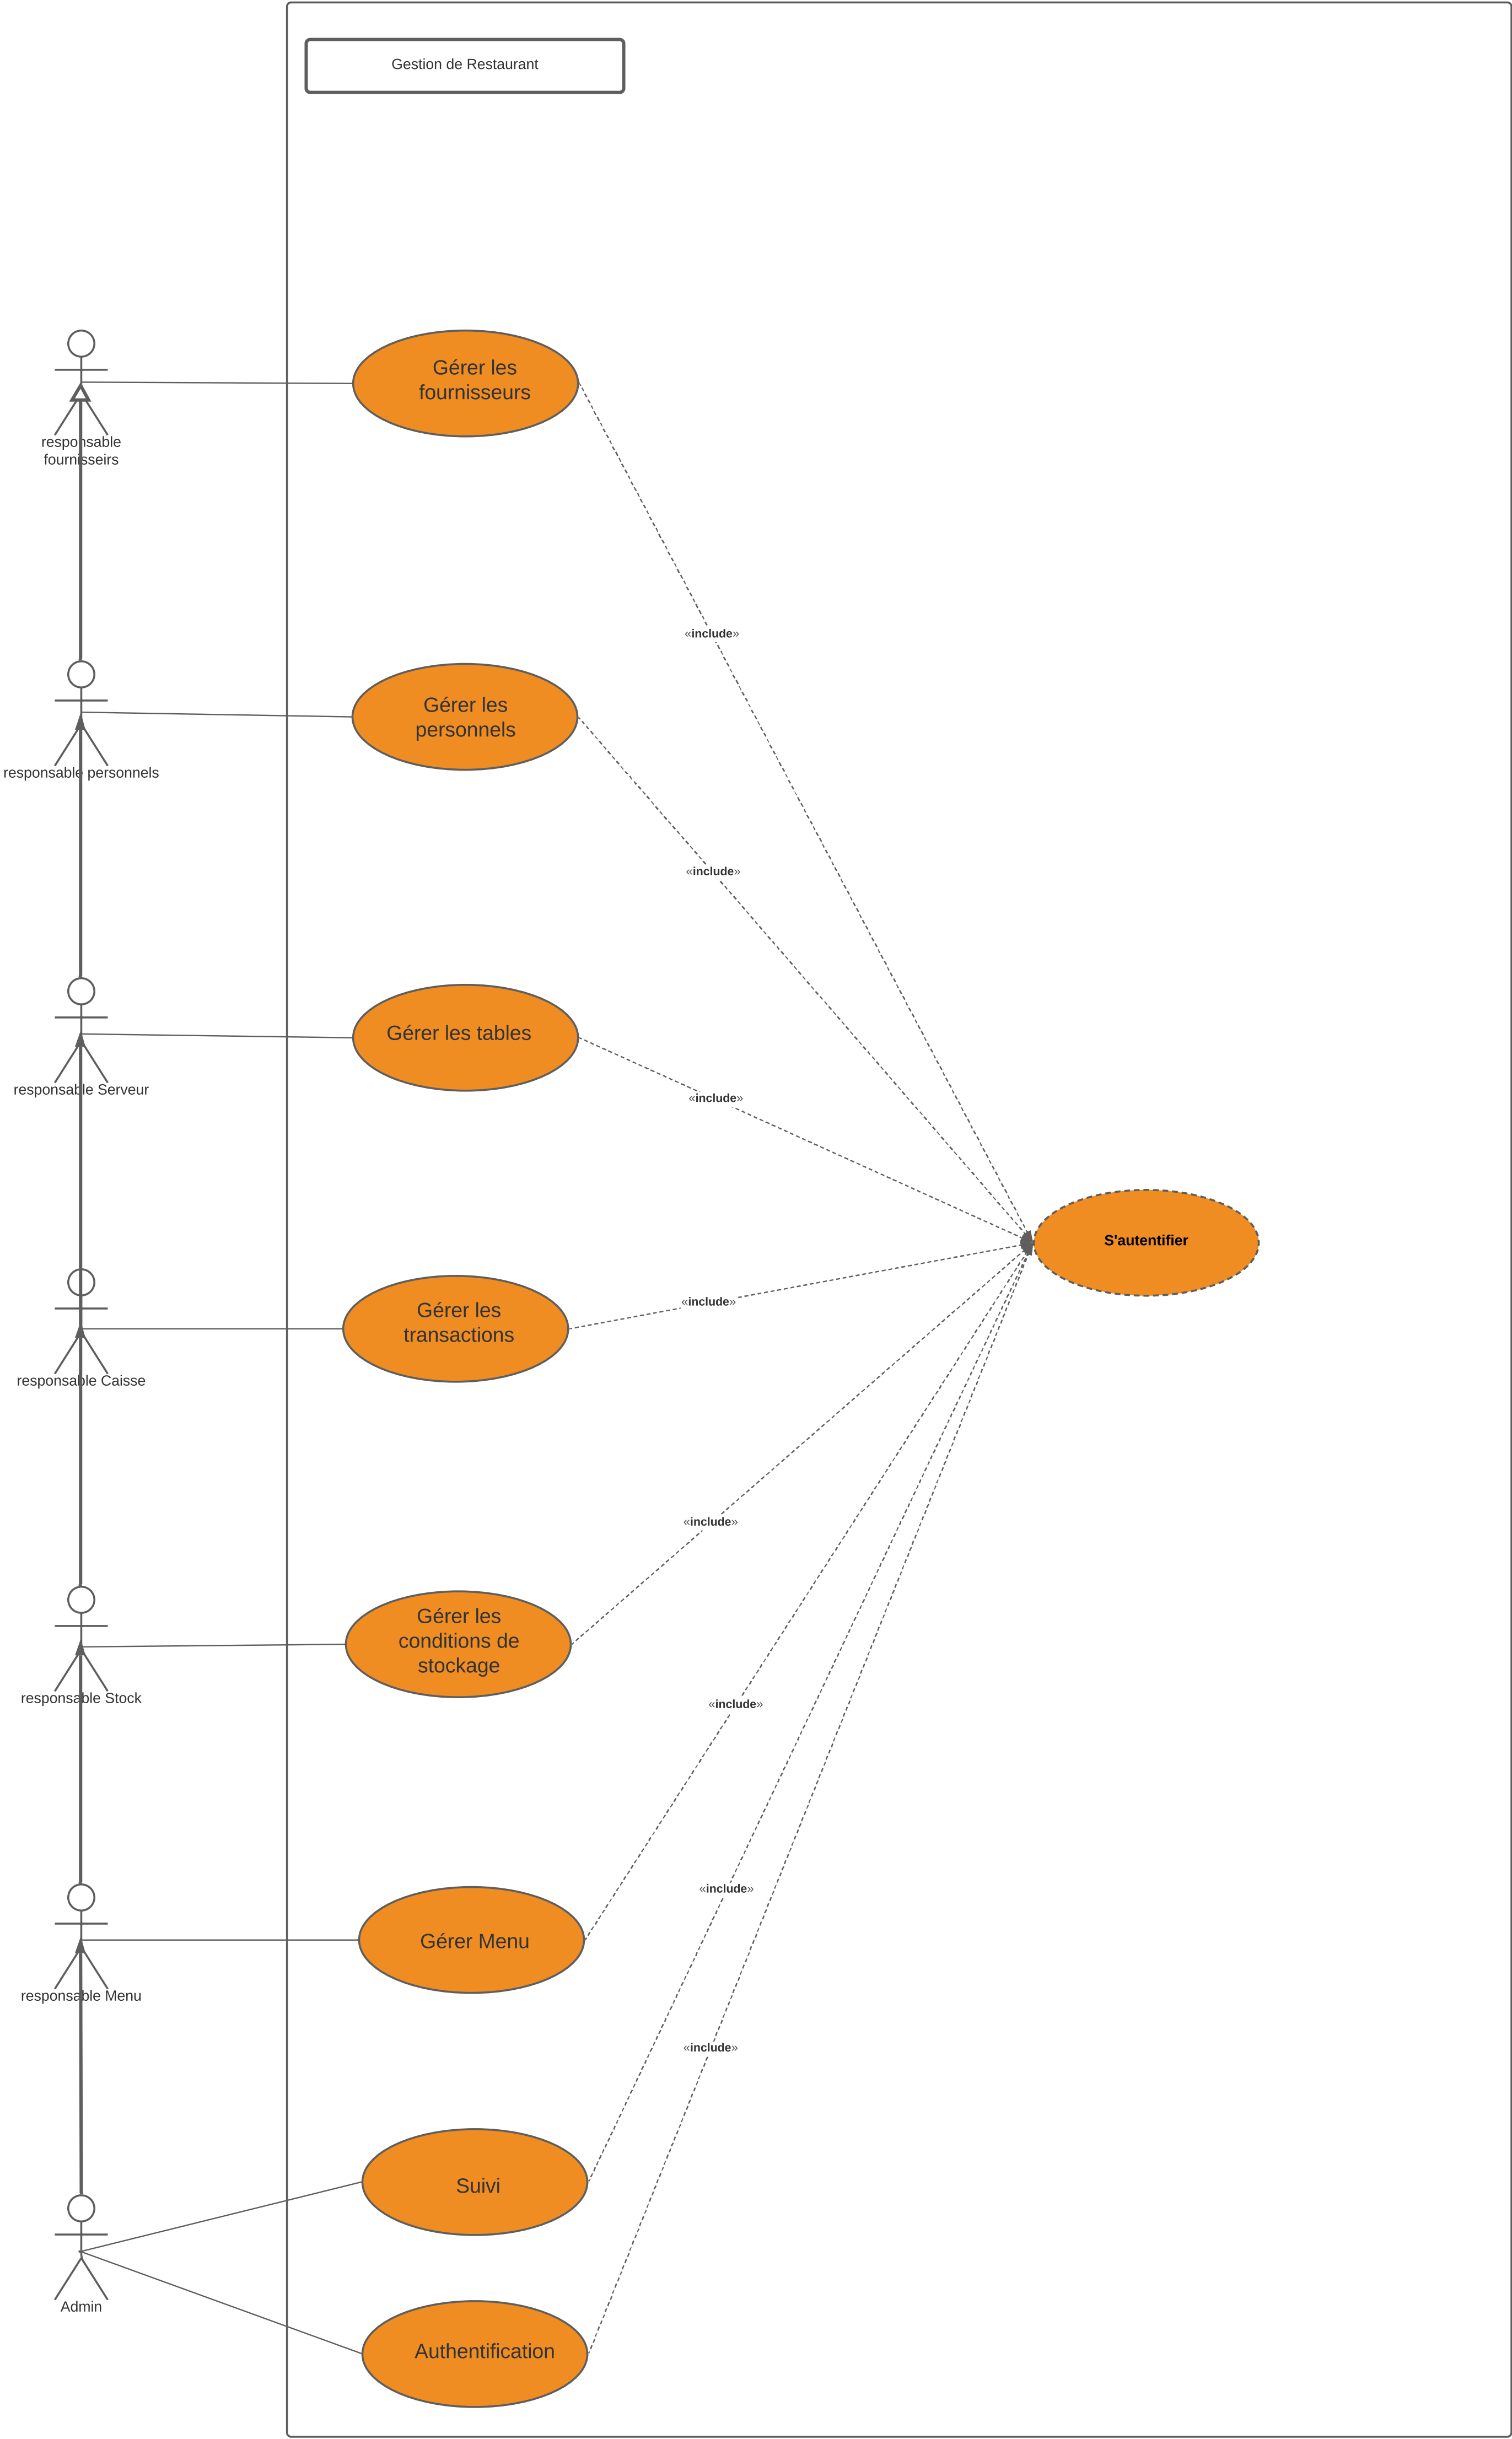 Gestion de Restaurant
Gérer les
fournisseurs
responsable
fournisseirs
«include»
Gérer les
personnels
responsable personnels
«include»
Gérer les tables
responsable Serveur
«include»
S'autentifier
Gérer les
transactions
«include»
responsable Caisse
«include»
Gérer les
conditions de
stockage
responsable Stock
«include»
Gérer Menu
responsable Menu
«include»
«include»
Suivi
Admin
Authentification